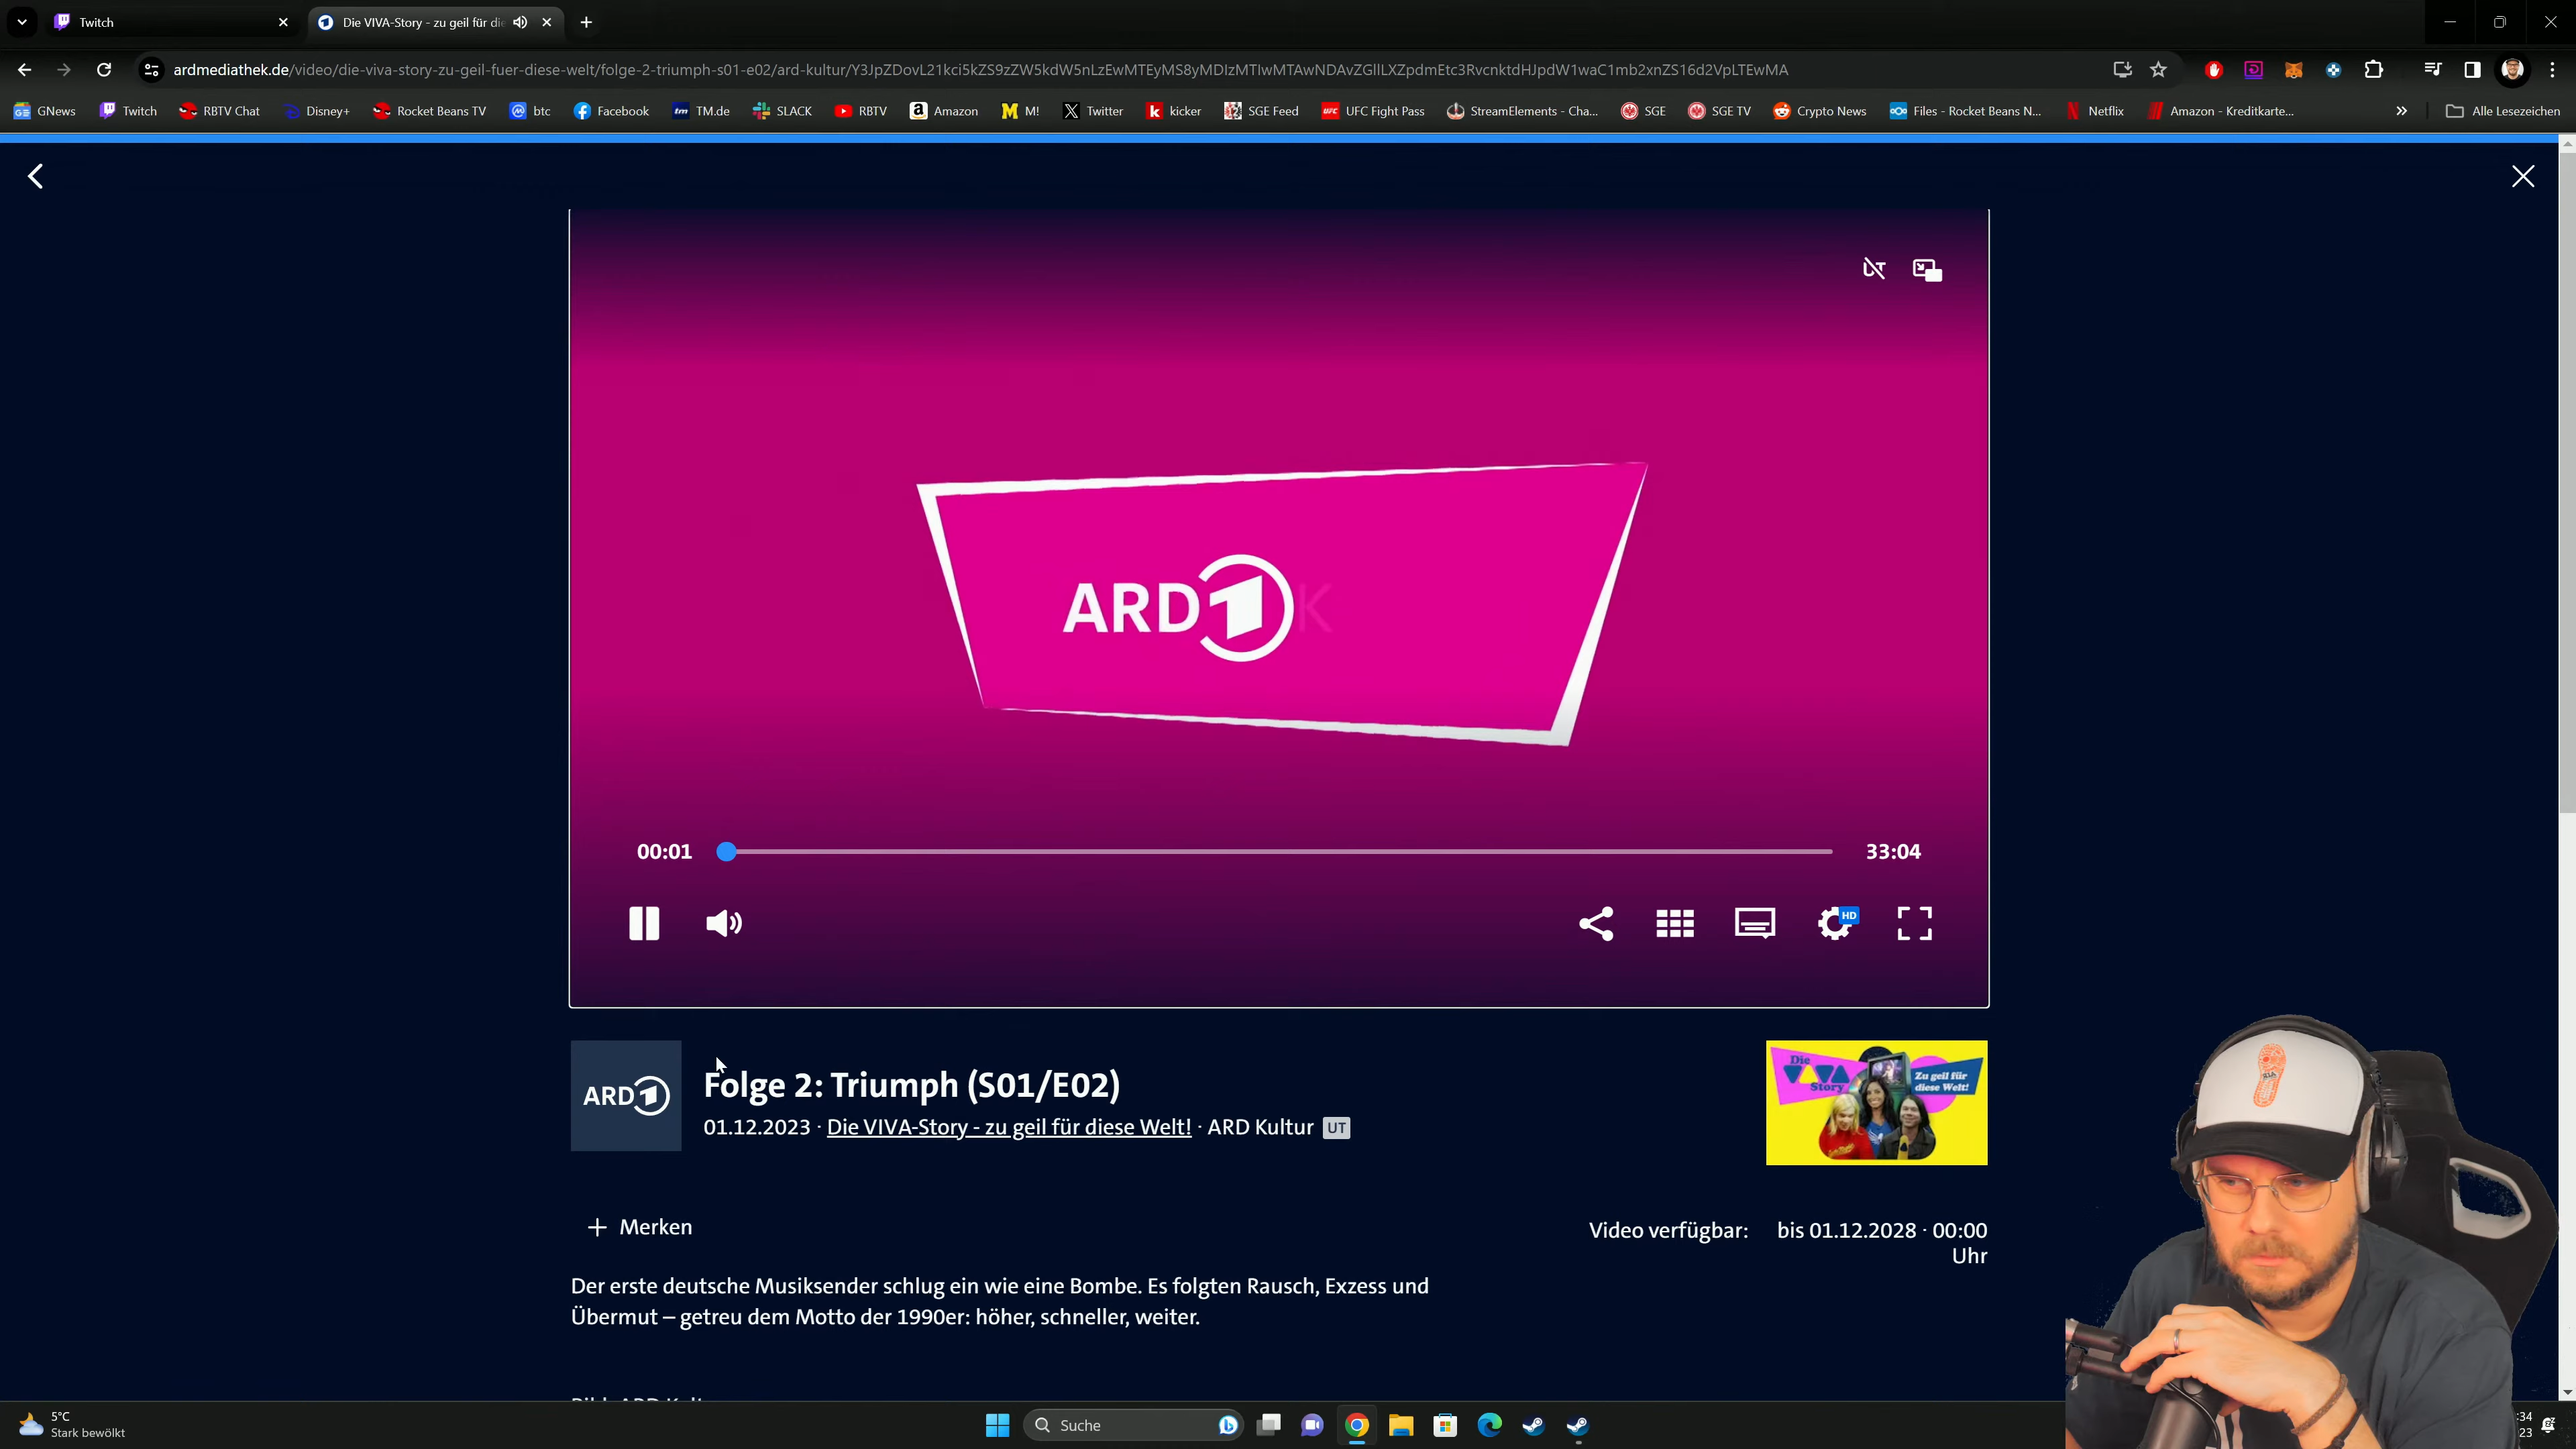 Twitch
Die VIVA-Story - zu geil für die
ardmediathek.de/video/die-viva-story-zu-geil-fuer-diese-welt/folge-2-triumph-s01-e02/ard-kultur/
GNews Twitch RBTV Chat Disney+ Rocket Beans TV btc Facebook TM.de SLACK RBTV Amazon M! Twitter kicker SGE Feed UFC Fight Pass StreamElements - Cha... SGE SGE TV Crypto News Files - Rocket Beans N... Netflix Amazon - Kreditkarte... Alle Lesezeichen
UT
ARD 1 K
00:01 33:04
HD
ARD 1
Folge 2: Triumph (S01/E02)
01.12.2023 · Die VIVA-Story - zu geil für diese Welt! · ARD Kultur UT
Die VIVA Story
Zu geil für
diese Welt!
Merken
Video verfügbar: bis 01.12.2028 · 00:00
Uhr
Der erste deutsche Musiksender schlug ein wie eine Bombe. Es folgten Rausch, Exzess und
Übermut – getreu dem Motto der 1990er: höher, schneller, weiter.
5°C
Stark bewölkt
Suche
:34
23